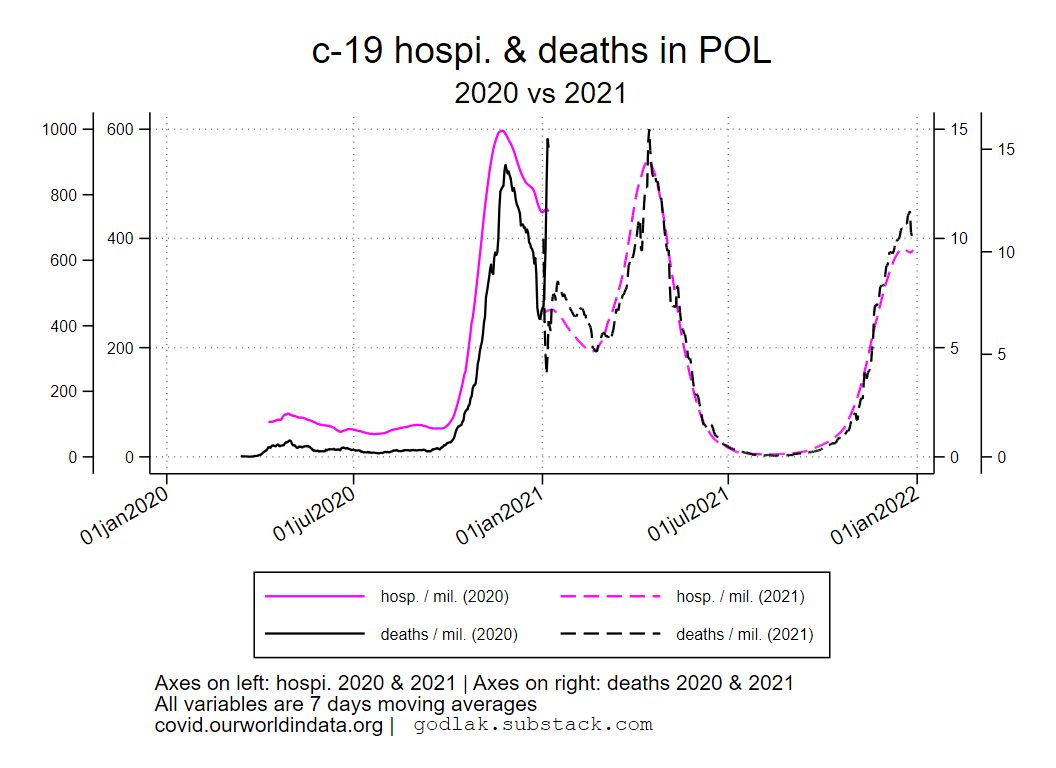 c-19 hospi. & deaths in POL
2020 vs 2021
1000 600 15 15
800 400 10 10
600 200 5 5
400 0 0 0
200
0
01jan2020 01jul2020 01jan2021 01jul2021 01jan2022
hosp. / mil. (2020) hosp. / mil. (2021)
deaths / mil. (2020) deaths / mil. (2021)
Axes on left: hospi. 2020 & 2021 | Axes on right: deaths 2020 & 2021
All variables are 7 days moving averages
covid.ourworldindata.org | godlak.substack.com